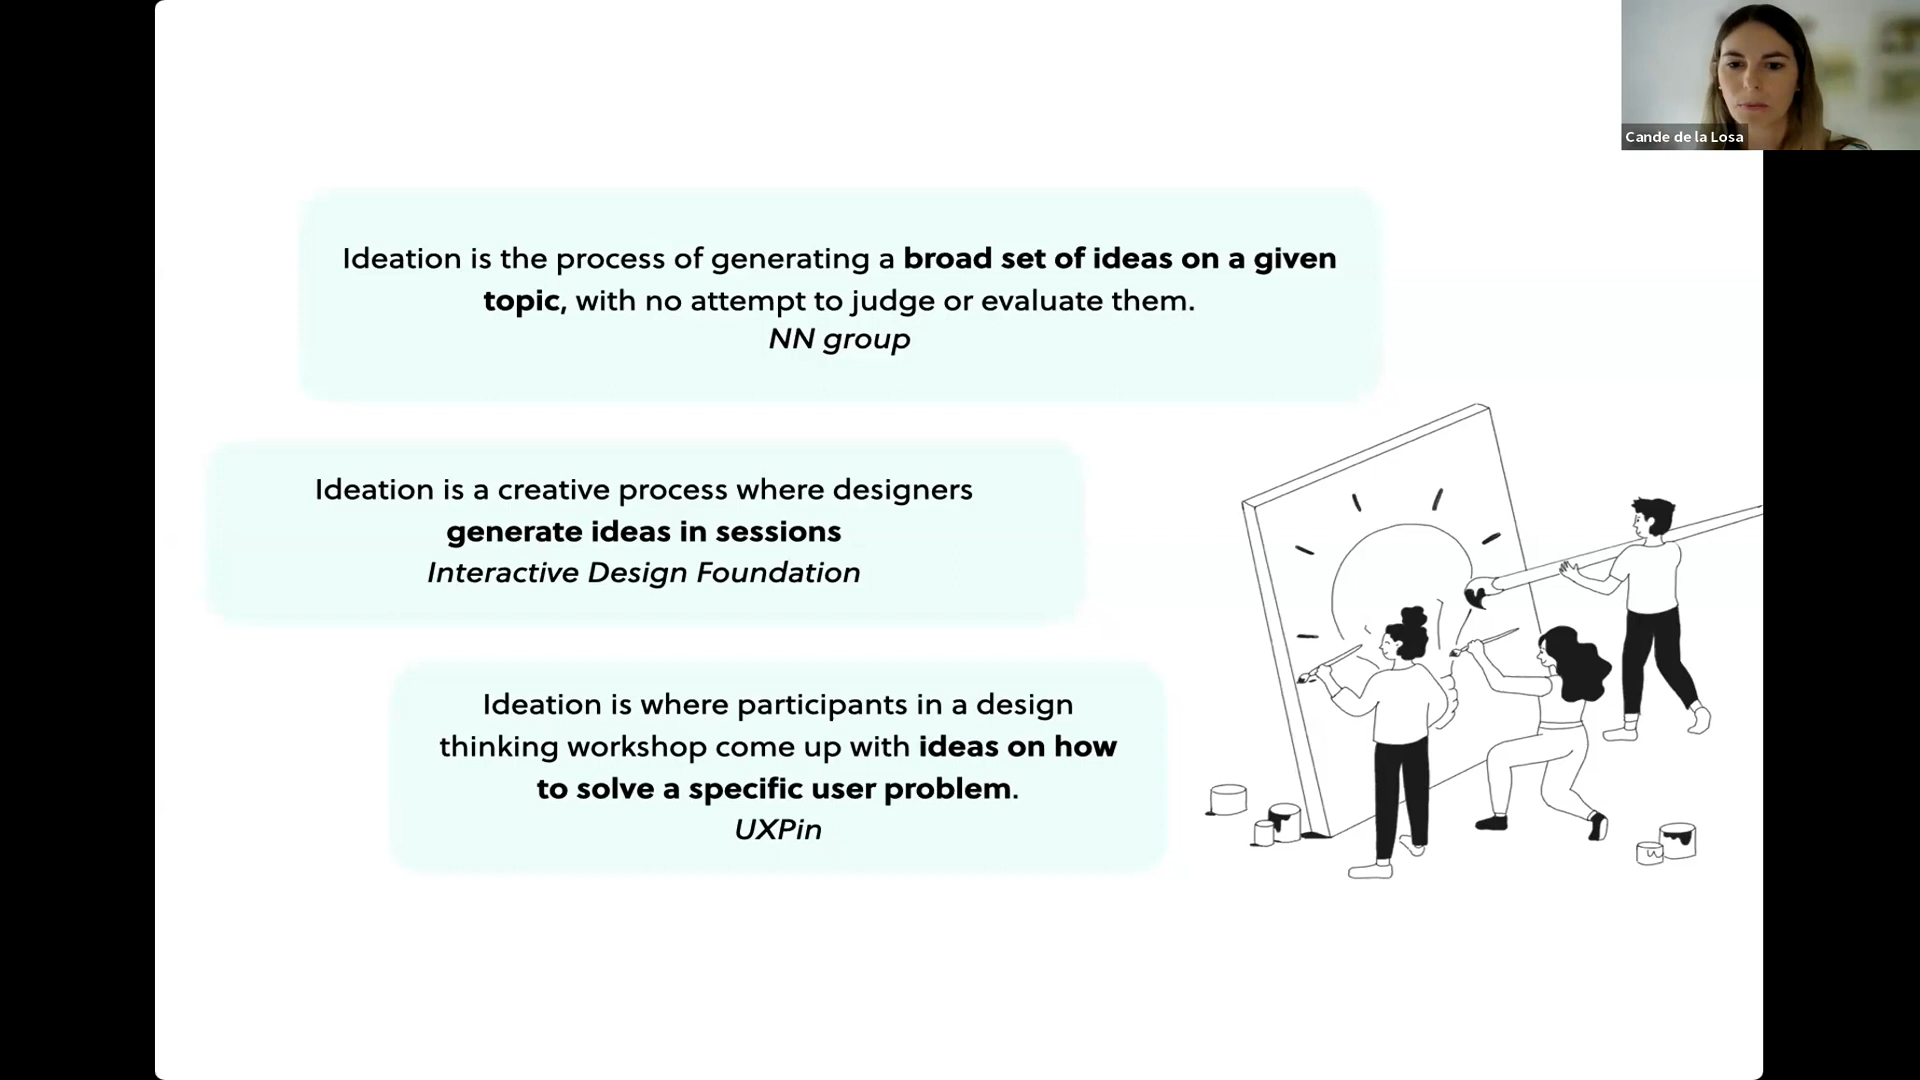 Cande de la Losa
Ideation is the process of generating a broad set of ideas on a given
topic, with no attempt to judge or evaluate them.
NN group
Ideation is a creative process where designers
generate ideas in sessions
Interactive Design Foundation
Ideation is where participants in a design
thinking workshop come up with ideas on how
to solve a specific user problem.
UXPin